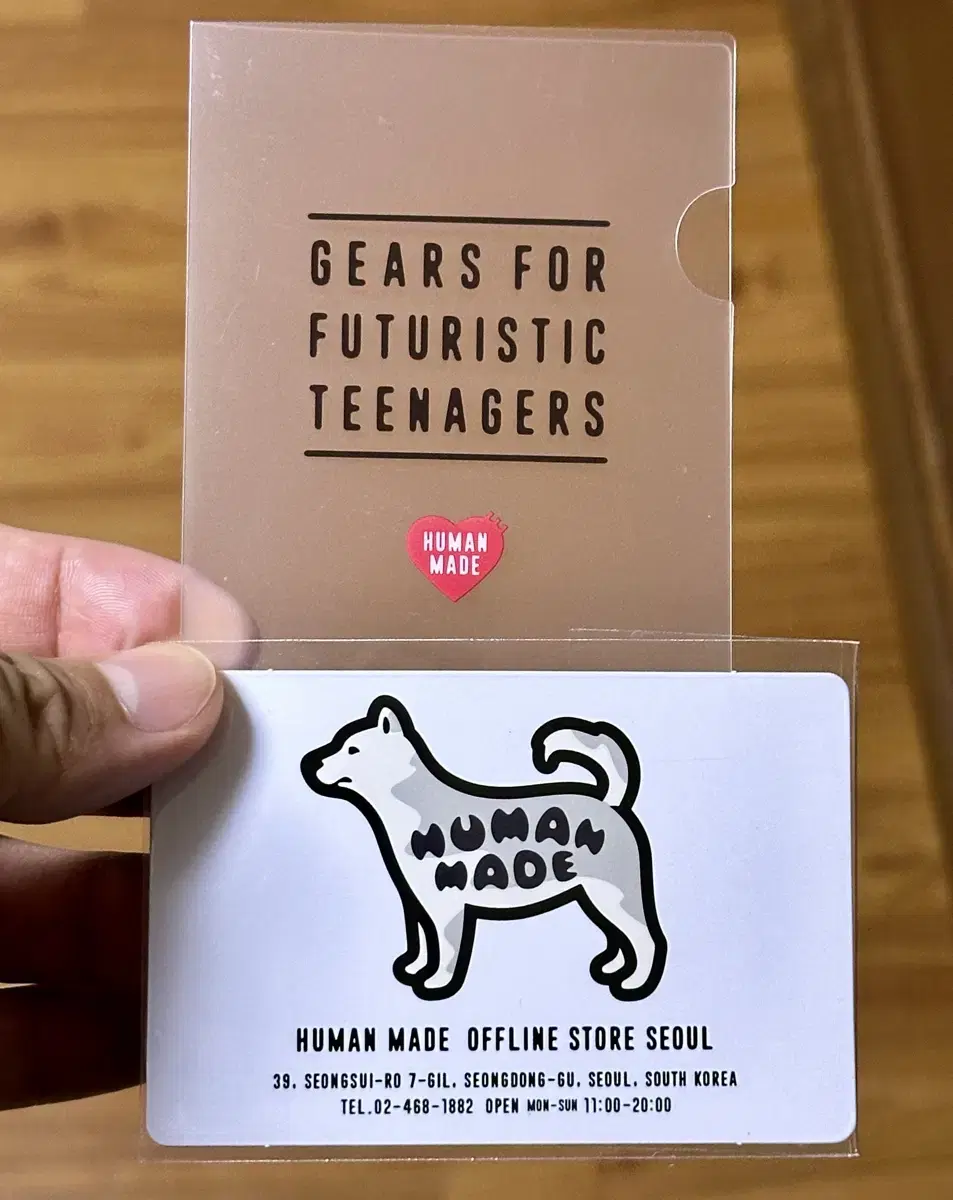 GEARS FOR
FUTURISTIC
TEENAGERS
HUMAN
MADE
HUMAN
MADE
HUMAN MADE OFFLINE STORE SEOUL
39, SEONGSUI-RO 7-GIL, SEONGDONG-GU, SEOUL, SOUTH KOREA
TEL.02-468-1882 OPEN MON-SUN 11:00-20:00